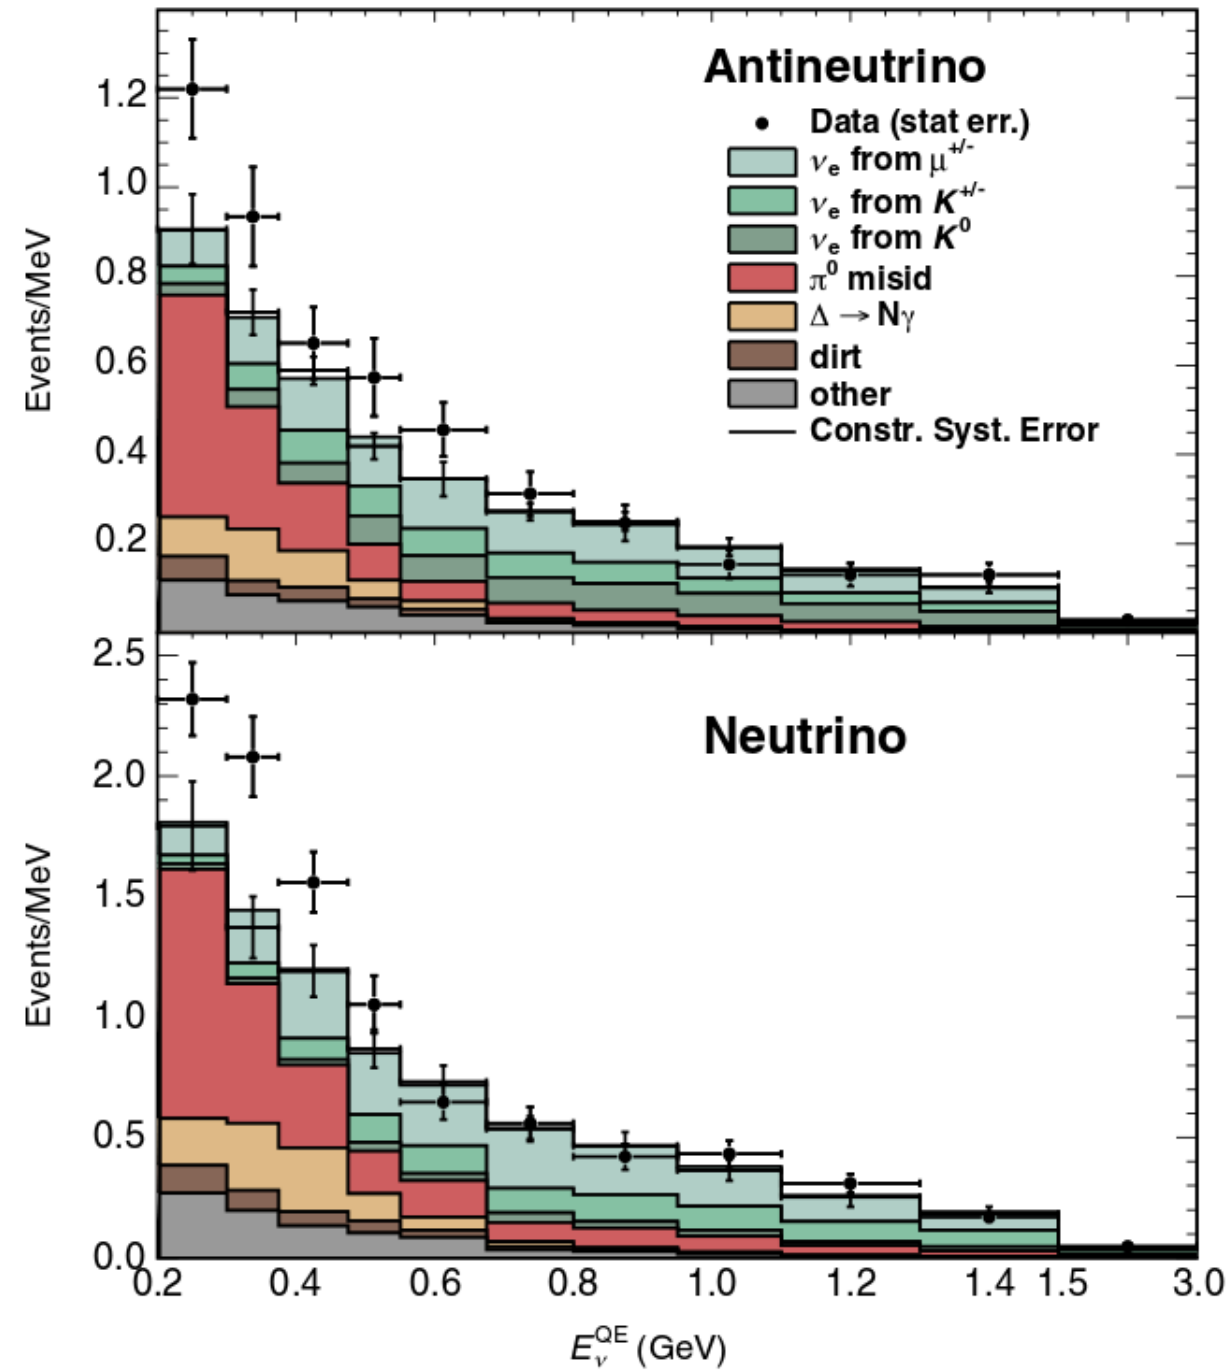 Antineutrino
Data (stat err.)
νe from μ+/-
νe from K+/-
νe from K0
π0 misid
Δ → Nγ
dirt
other
Constr. Syst. Error
Events/MeV
1.2
1.0
0.8
0.6
0.4
0.2
Neutrino
Events/MeV
2.5
2.0
1.5
1.0
0.5
0.0
0.2 0.4 0.6 0.8 1.0 1.2 1.4 1.5 3.0
EνQE (GeV)